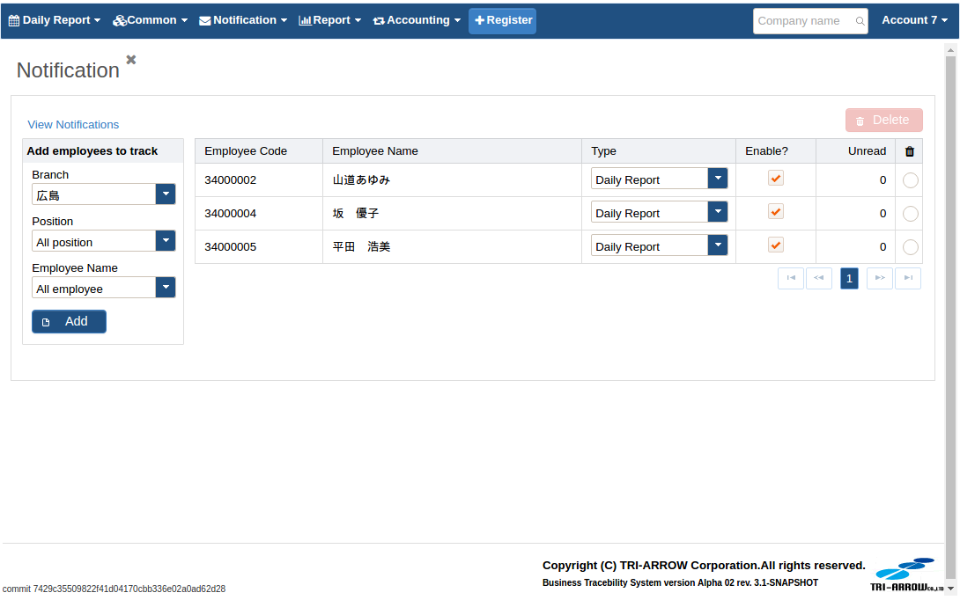 Daily Report Common Notification Report Accounting Register Company name Account 7
Notification
View Notifications
Delete
Add employees to track
Branch
広島
Position
All position
Employee Name
All employee
Add
Employee Code Employee Name Type Enable? Unread
34000002 山道あゆみ Daily Report 0
34000004 坂 優子 Daily Report 0
34000005 平田 浩美 Daily Report 0
1
Copyright (C) TRI-ARROW Corporation.All rights reserved.
Business Tracebility System version Alpha 02 rev. 3.1-SNAPSHOT
TRI-ARROW
commit 7429c35509822f41d04170cbb336e02a0ad62d28